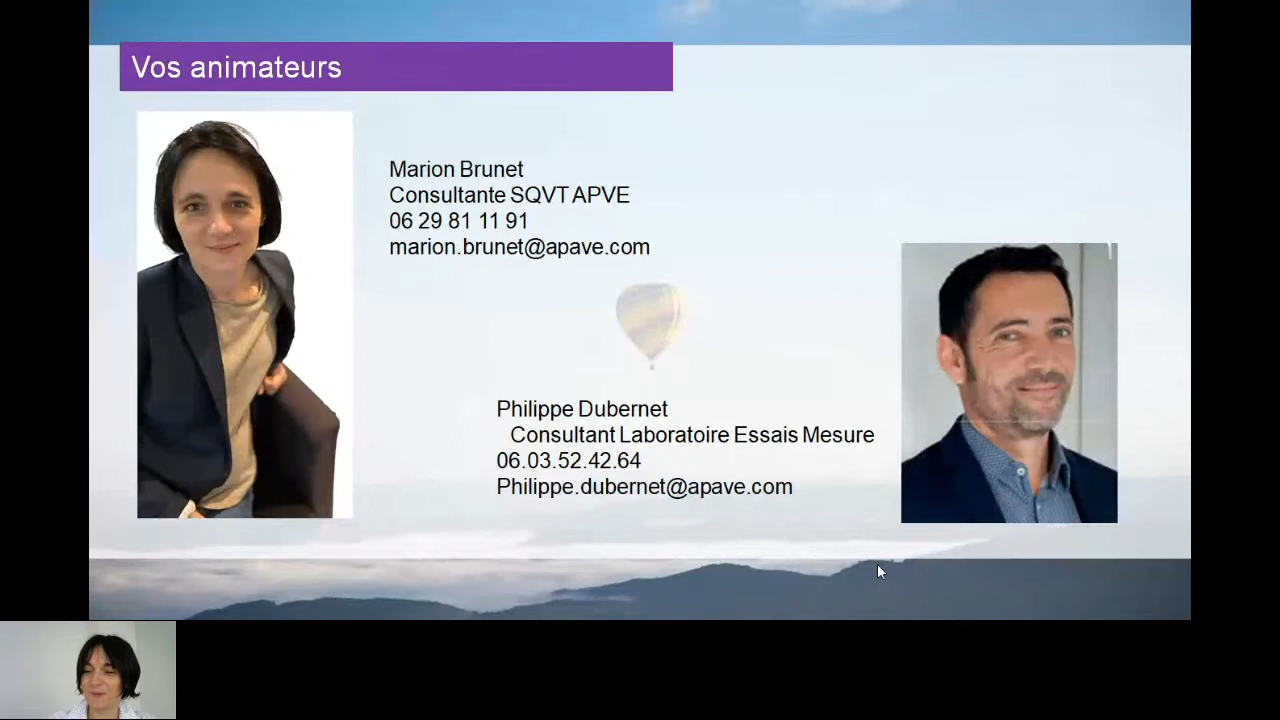 Vos animateurs
Marion Brunet
Consultante SQVT APVE
06 29 81 11 91
marion.brunet@apave.com
Philippe Dubernet
Consultant Laboratoire Essais Mesure
06.03.52.42.64
Philippe.dubernet@apave.com